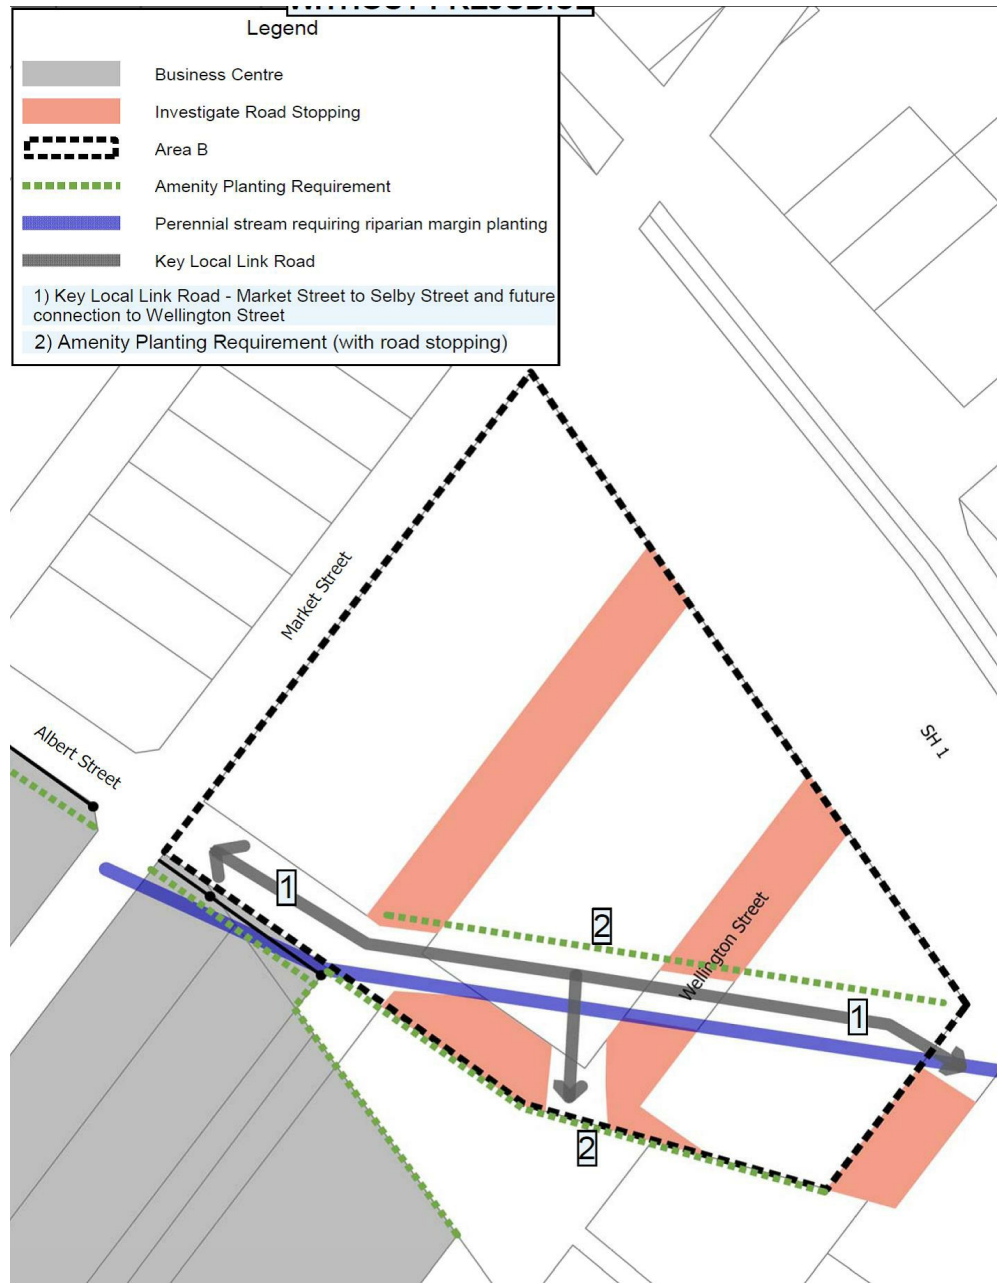 WITHOUT PREJUDICE
Legend
Business Centre
Investigate Road Stopping
Area B
Amenity Planting Requirement
Perennial stream requiring riparian margin planting
Key Local Link Road
1) Key Local Link Road - Market Street to Selby Street and future
connection to Wellington Street
2) Amenity Planting Requirement (with road stopping)
Market Street
Albert Street
SH 1
1
2
Wellington Street
1
2